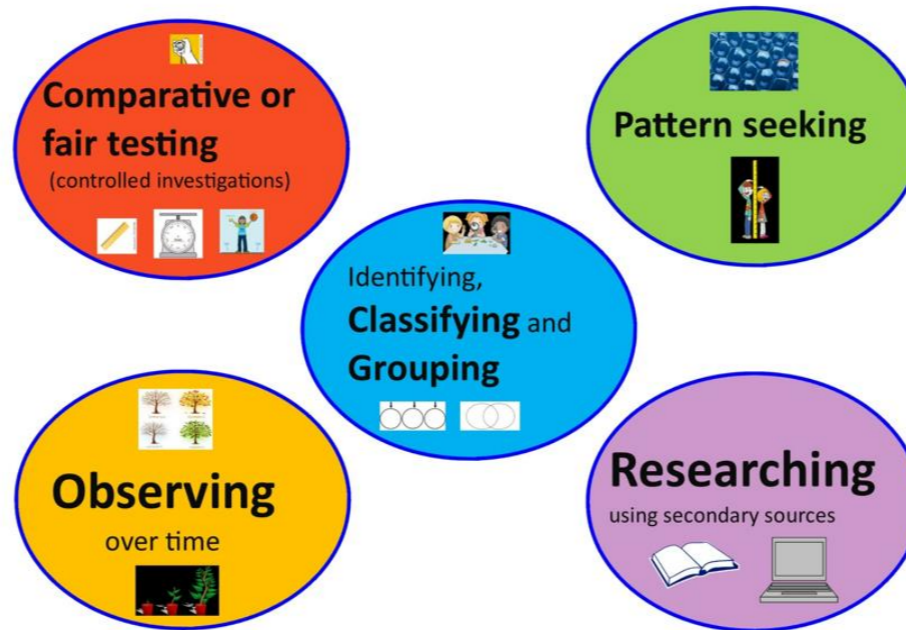 Comparative or
fair testing
(controlled investigations)
Pattern seeking
Identifying,
Classifying and
Grouping
Observing
over time
Researching
using secondary sources